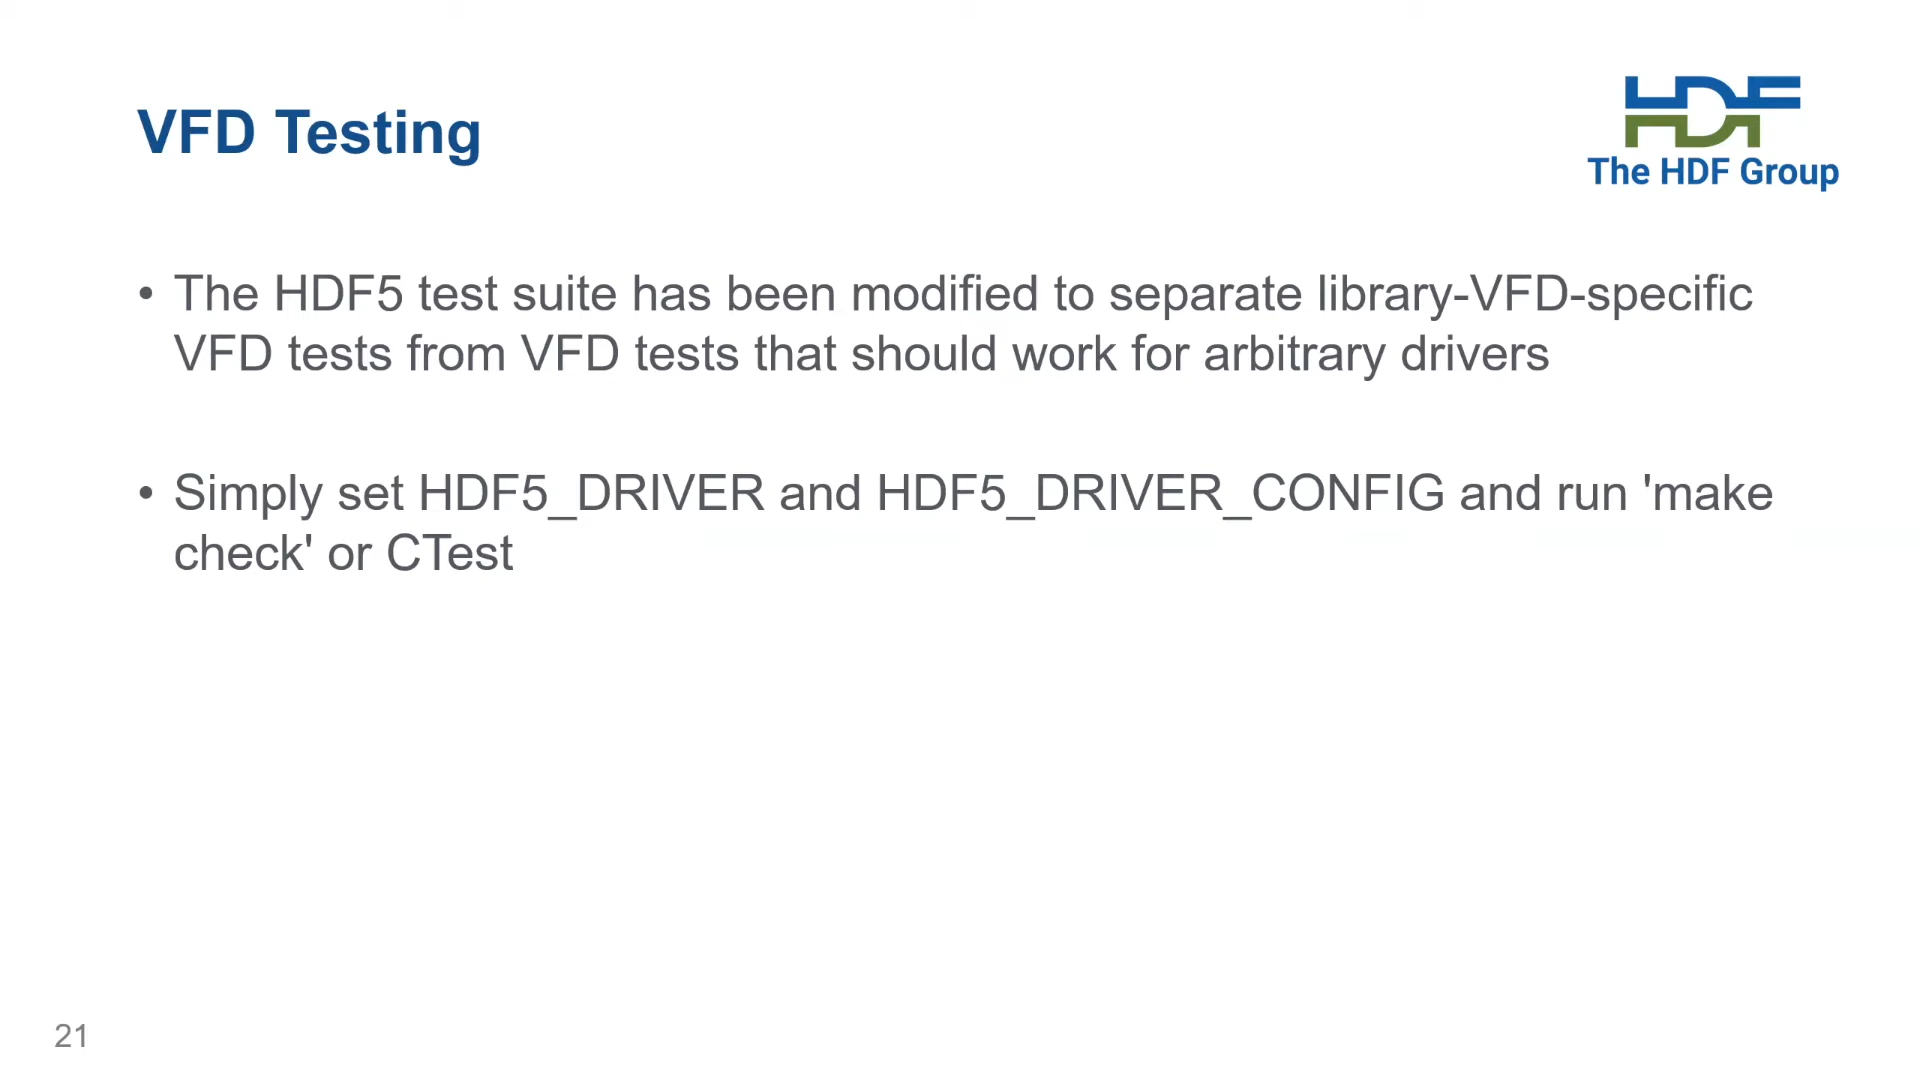 VFD Testing
HDF
The HDF Group
• The HDF5 test suite has been modified to separate library-VFD-specific
VFD tests from VFD tests that should work for arbitrary drivers
• Simply set HDF5_DRIVER and HDF5_DRIVER_CONFIG and run 'make
check' or CTest
21